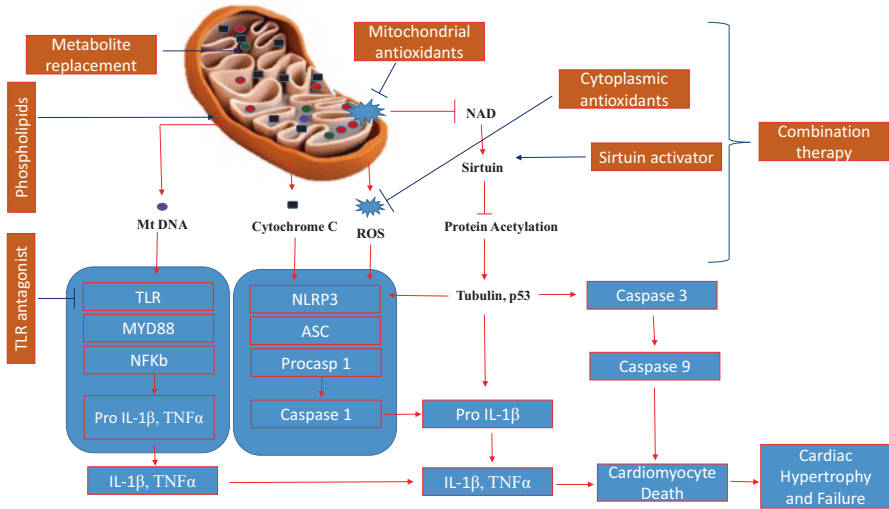 Metabolite
replacement
Mitochondrial
antioxidants
Cytoplasmic
antioxidants
Phospholipids
NAD
Combination
therapy
Sirtuin
Sirtuin activator
Mt DNA
Cytochrome C
ROS
Protein Acetylation
TLR antagonist
TLR
MYD88
NFKb
Pro IL-1β, TNFα
NLRP3
ASC
Procasp 1
Caspase 1
Tubulin, p53
Caspase 3
Caspase 9
Pro IL-1β
IL-1β, TNFα
IL-1β, TNFα
Cardiomyocyte
Death
Cardiac
Hypertrophy
and Failure